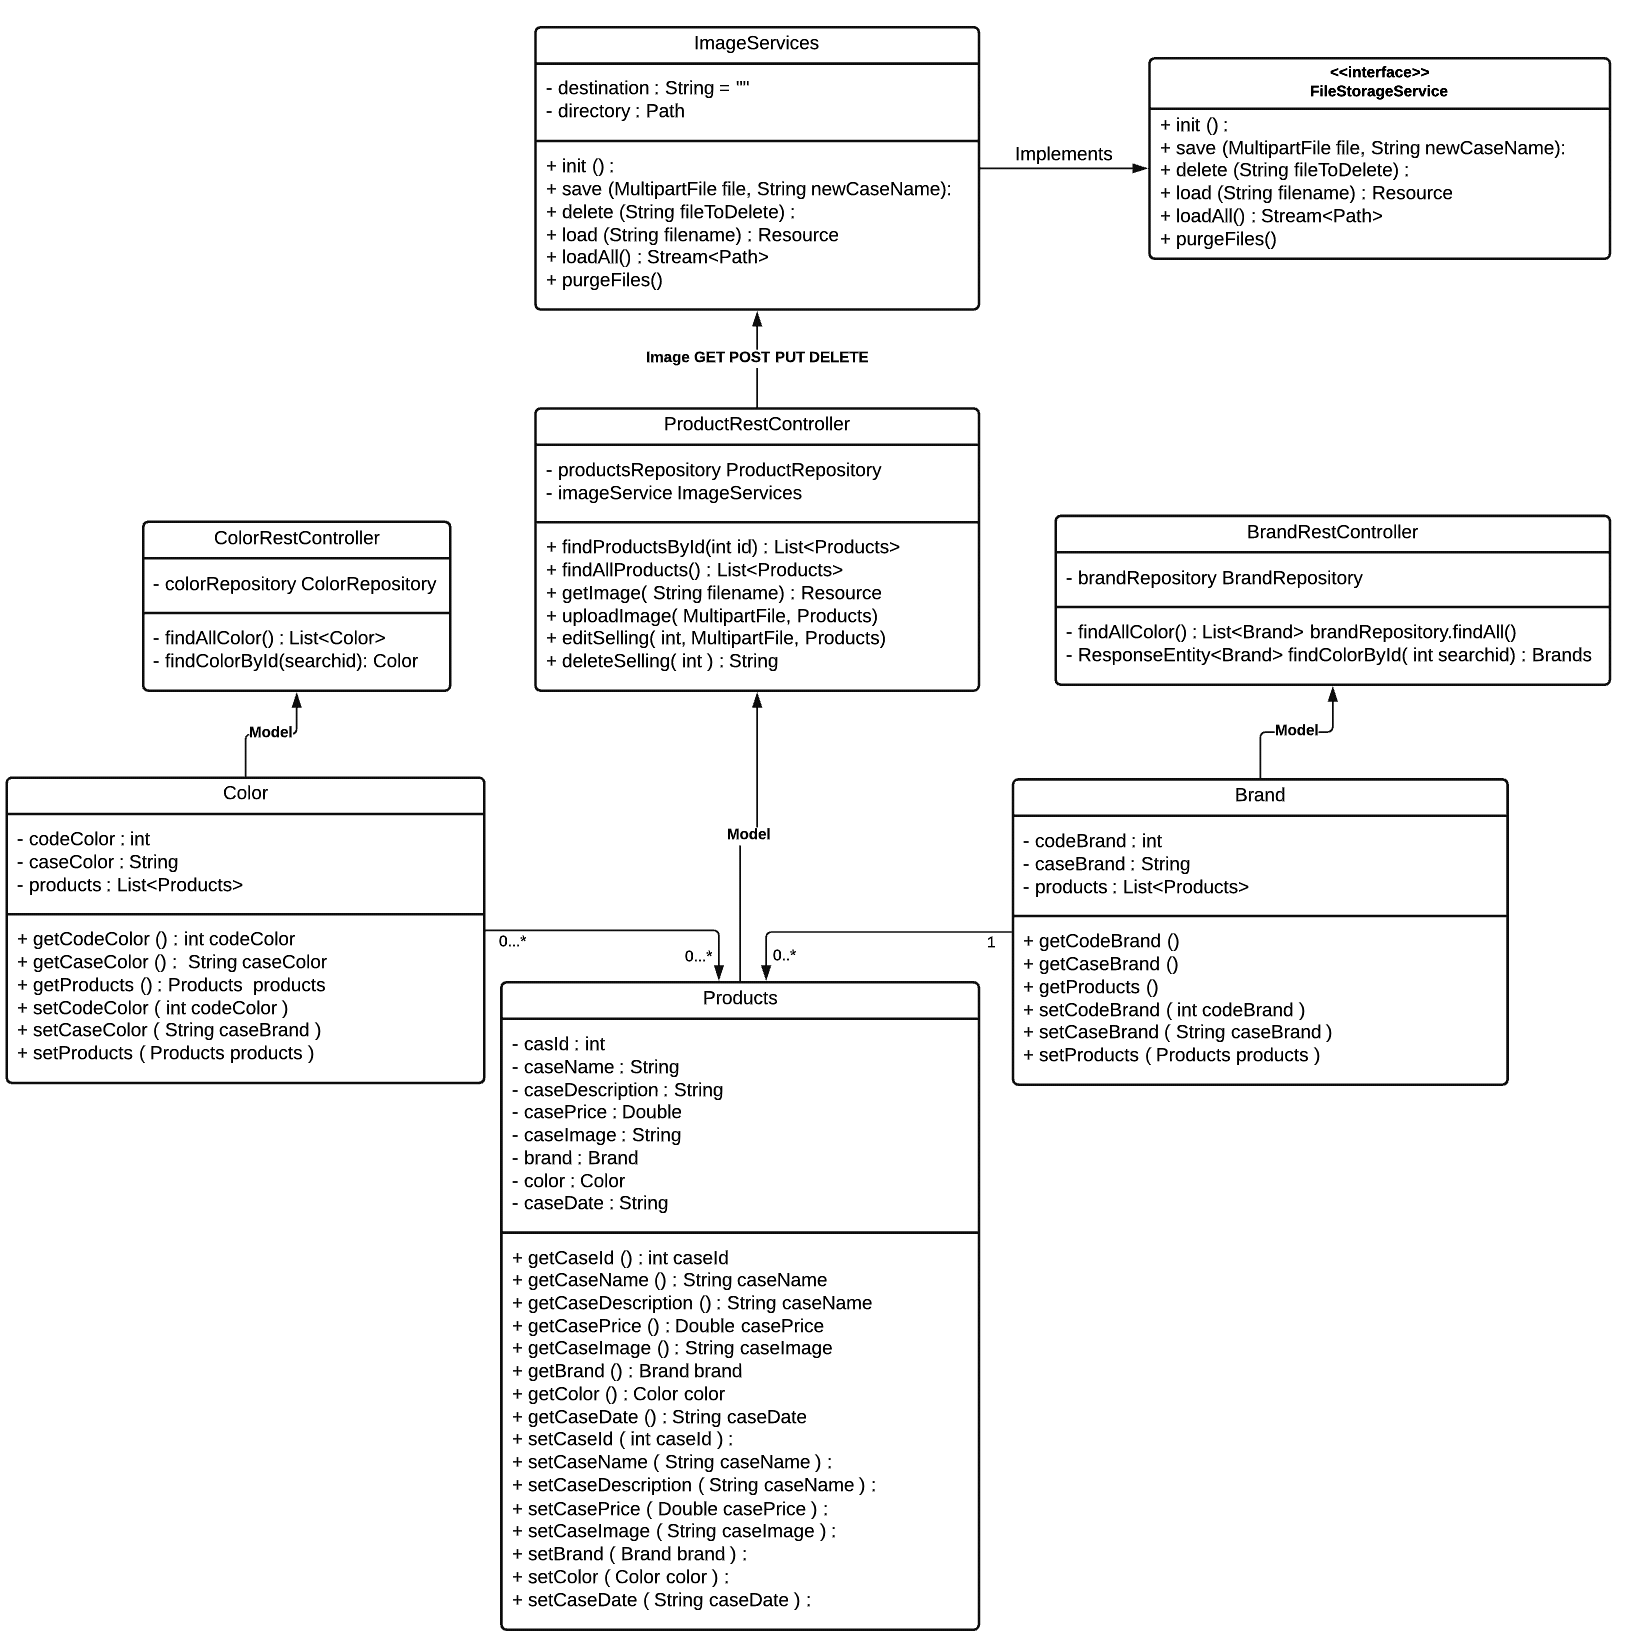 ImageServices
- destination : String = ""
- directory : Path
+ init () :
+ save (MultipartFile file, String newCaseName):
+ delete (String fileToDelete) :
+ load (String filename) : Resource
+ loadAll() : Stream<Path>
+ purgeFiles()
Implements
<<interface>>
FileStorageService
+ init () :
+ save (MultipartFile file, String newCaseName):
+ delete (String fileToDelete) :
+ load (String filename) : Resource
+ loadAll() : Stream<Path>
+ purgeFiles()
Image GET POST PUT DELETE
ProductRestController
- productsRepository ProductRepository
- imageService ImageServices
+ findProductsById(int id) : List<Products>
+ findAllProducts() : List<Products>
+ getImage( String filename) : Resource
+ uploadImage( MultipartFile, Products)
+ editSelling( int, MultipartFile, Products)
+ deleteSelling( int ) : String
ColorRestController
- colorRepository ColorRepository
- findAllColor() : List<Color>
- findColorById(searchid): Color
BrandRestController
- brandRepository BrandRepository
- findAllColor() : List<Brand> brandRepository.findAll()
- ResponseEntity<Brand> findColorById( int searchid) : Brands
Model
Model
Model
Color
- codeColor : int
- caseColor : String
- products : List<Products>
+ getCodeColor () : int codeColor
+ getCaseColor () :  String caseColor
+ getProducts () : Products  products
+ setCodeColor ( int codeColor )
+ setCaseColor ( String caseBrand )
+ setProducts ( Products products )
Brand
- codeBrand : int
- caseBrand : String
- products : List<Products>
+ getCodeBrand ()
+ getCaseBrand ()
+ getProducts ()
+ setCodeBrand ( int codeBrand )
+ setCaseBrand ( String caseBrand )
+ setProducts ( Products products )
0...*
0...*
0..*
1
Products
- casId : int
- caseName : String
- caseDescription : String
- casePrice : Double
- caseImage : String
- brand : Brand
- color : Color
- caseDate : String
+ getCaseId () : int caseId
+ getCaseName () : String caseName
+ getCaseDescription () : String caseName
+ getCasePrice () : Double casePrice
+ getCaseImage () : String caseImage
+ getBrand () : Brand brand
+ getColor () : Color color
+ getCaseDate () : String caseDate
+ setCaseId ( int caseId ) :
+ setCaseName ( String caseName ) :
+ setCaseDescription ( String caseName ) :
+ setCasePrice ( Double casePrice ) :
+ setCaseImage ( String caseImage ) :
+ setBrand ( Brand brand ) :
+ setColor ( Color color ) :
+ setCaseDate ( String caseDate ) :